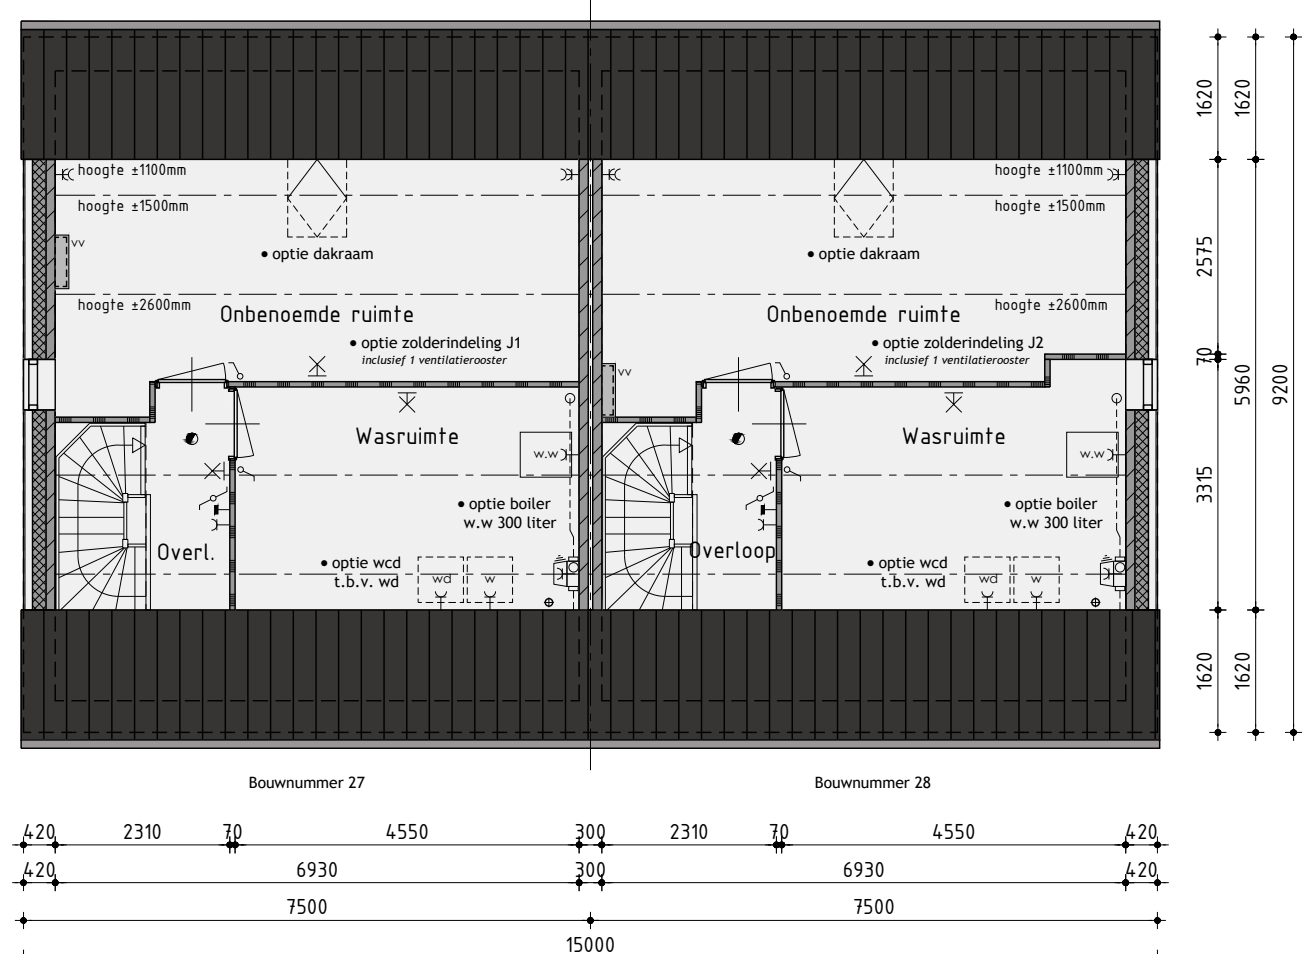 hoogte ±1100mm
hoogte ±1500mm
vv
• optie dakraam
hoogte ±2600mm
Onbenoemde ruimte
• optie zolderindeling J1
inclusief 1 ventilatierooster
Wasruimte
w.w
• optie boiler
w.w 300 liter
Overl.
• optie wcd
t.b.v. wd
wd
w
hoogte ±1100mm
hoogte ±1500mm
• optie dakraam
hoogte ±2600mm
Onbenoemde ruimte
• optie zolderindeling J2
inclusief 1 ventilatierooster
vv
Wasruimte
w.w
• optie boiler
w.w 300 liter
Overloop
• optie wcd
t.b.v. wd
wd
w
1620
1620
2575
70
5960
9200
3315
1620
1620
Bouwnummer 27
Bouwnummer 28
420 2310 70 4550 300 2310 70 4550 420
420 6930 300 6930 420
7500 7500
15000